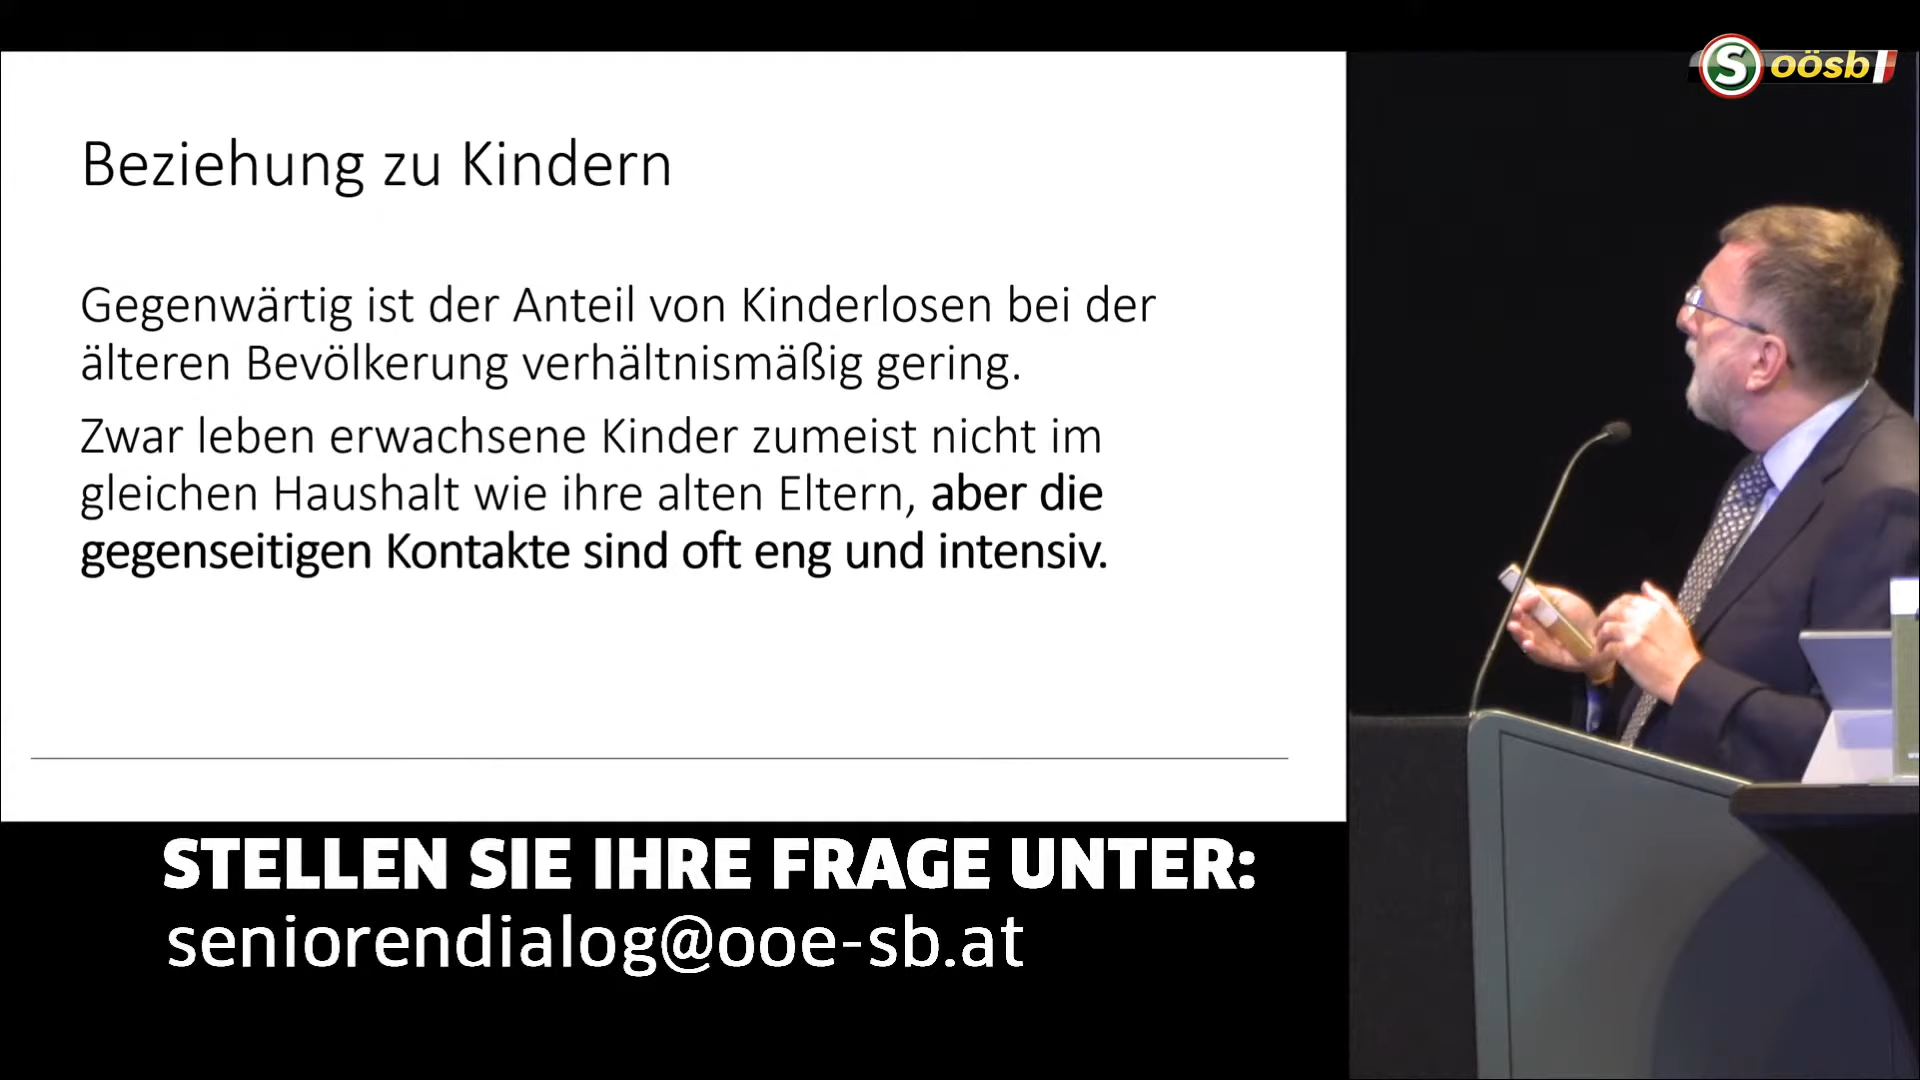 S oösb
Beziehung zu Kindern
Gegenwärtig ist der Anteil von Kinderlosen bei der
älteren Bevölkerung verhältnismäßig gering.
Zwar leben erwachsene Kinder zumeist nicht im
gleichen Haushalt wie ihre alten Eltern, aber die
gegenseitigen Kontakte sind oft eng und intensiv.
STELLEN SIE IHRE FRAGE UNTER:
seniorendialog@ooe-sb.at